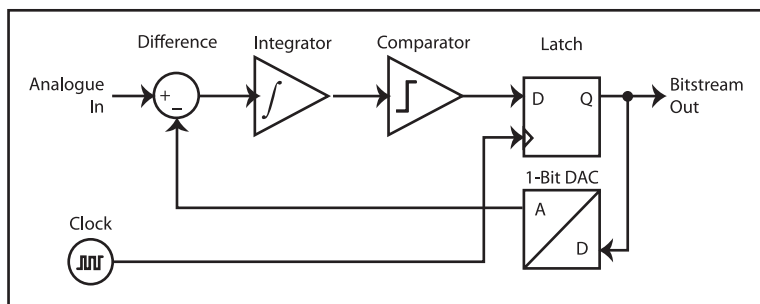 Difference
Integrator
Comparator
Latch
Analogue
In
+
−
∫
D
Q
Bitstream
Out
1-Bit DAC
A
D
Clock